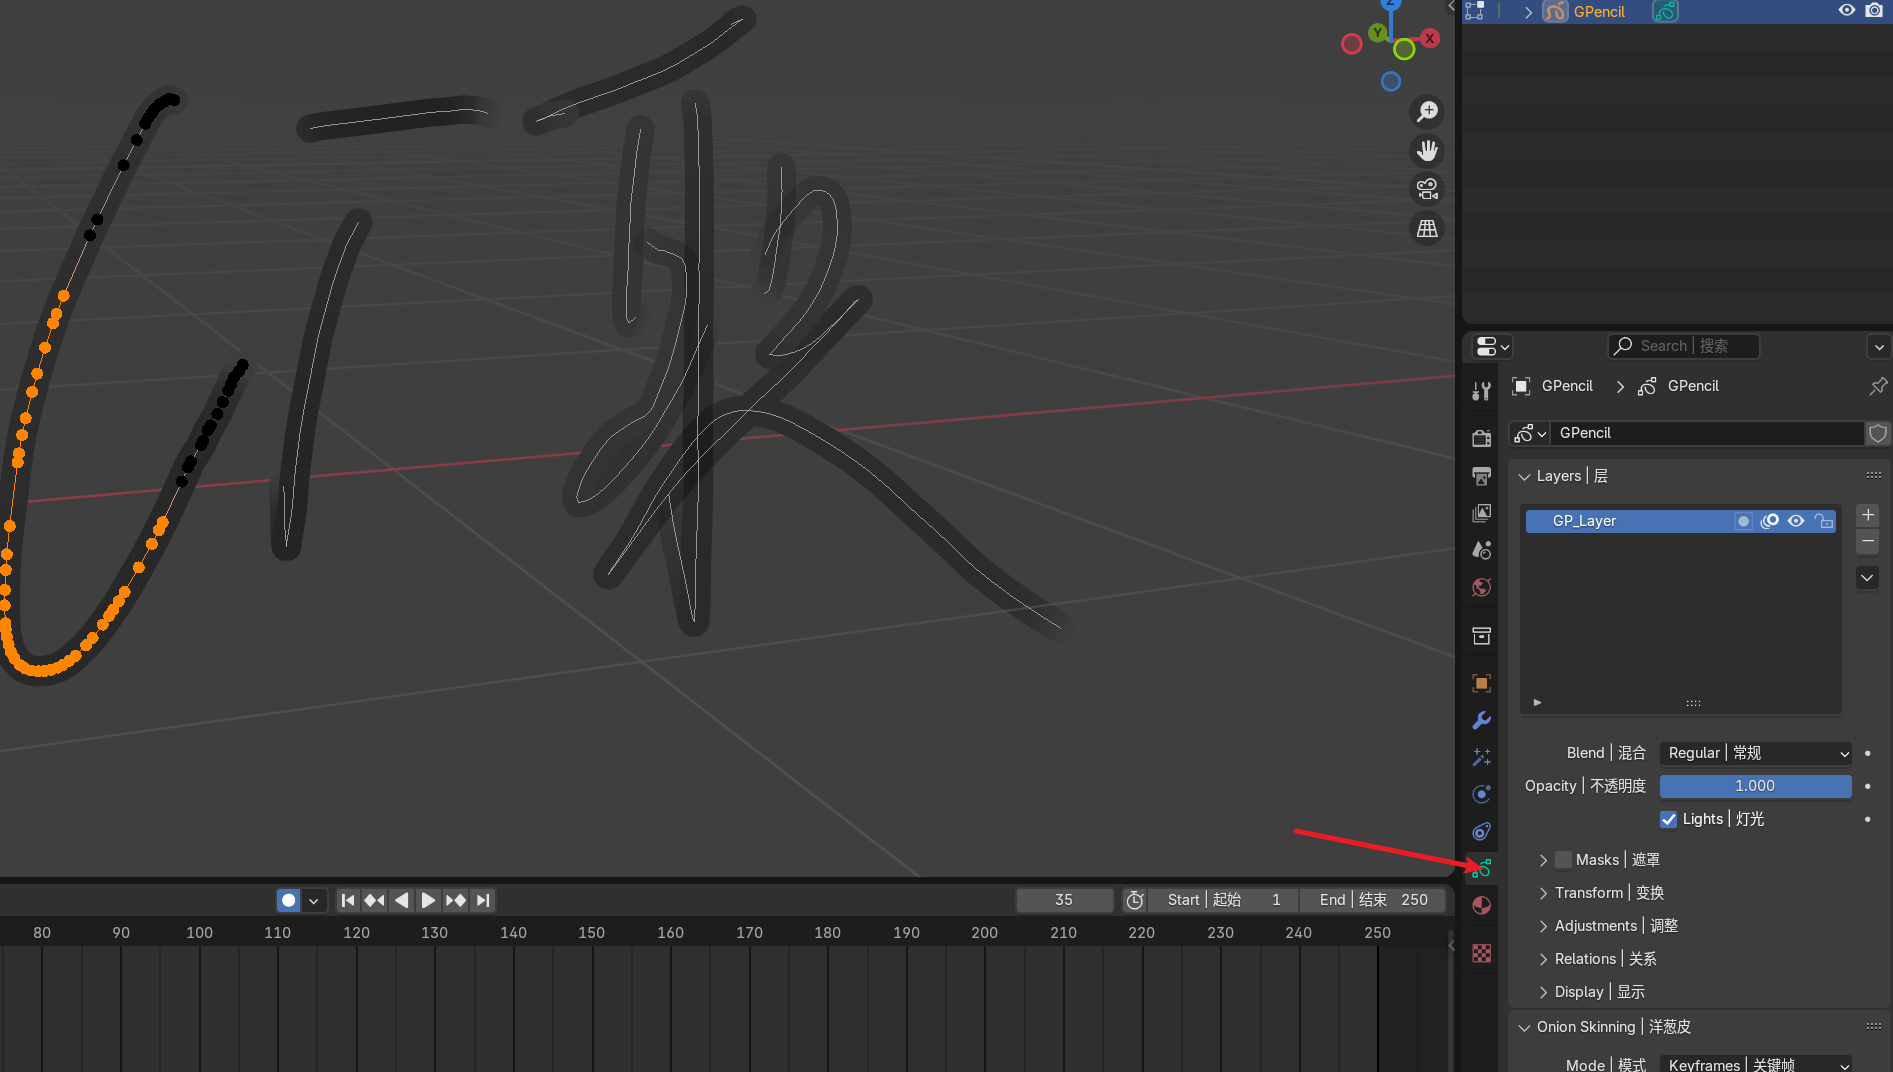 Z
GPencil
Y
X
Search | 搜索
GPencil
GPencil
GPencil
Layers | 层
GP_Layer
Blend | 混合
Regular | 常规
Opacity | 不透明度
1.000
Lights | 灯光
Masks | 遮罩
Transform | 变换
35
Start | 起始 1
End | 结束 250
Adjustments | 调整
80 90 100 110 120 130 140 150 160 170 180 190 200 210 220 230 240 250
Relations | 关系
Display | 显示
Onion Skinning | 洋葱皮
Mode | 模式
Keyframes | 关键帧